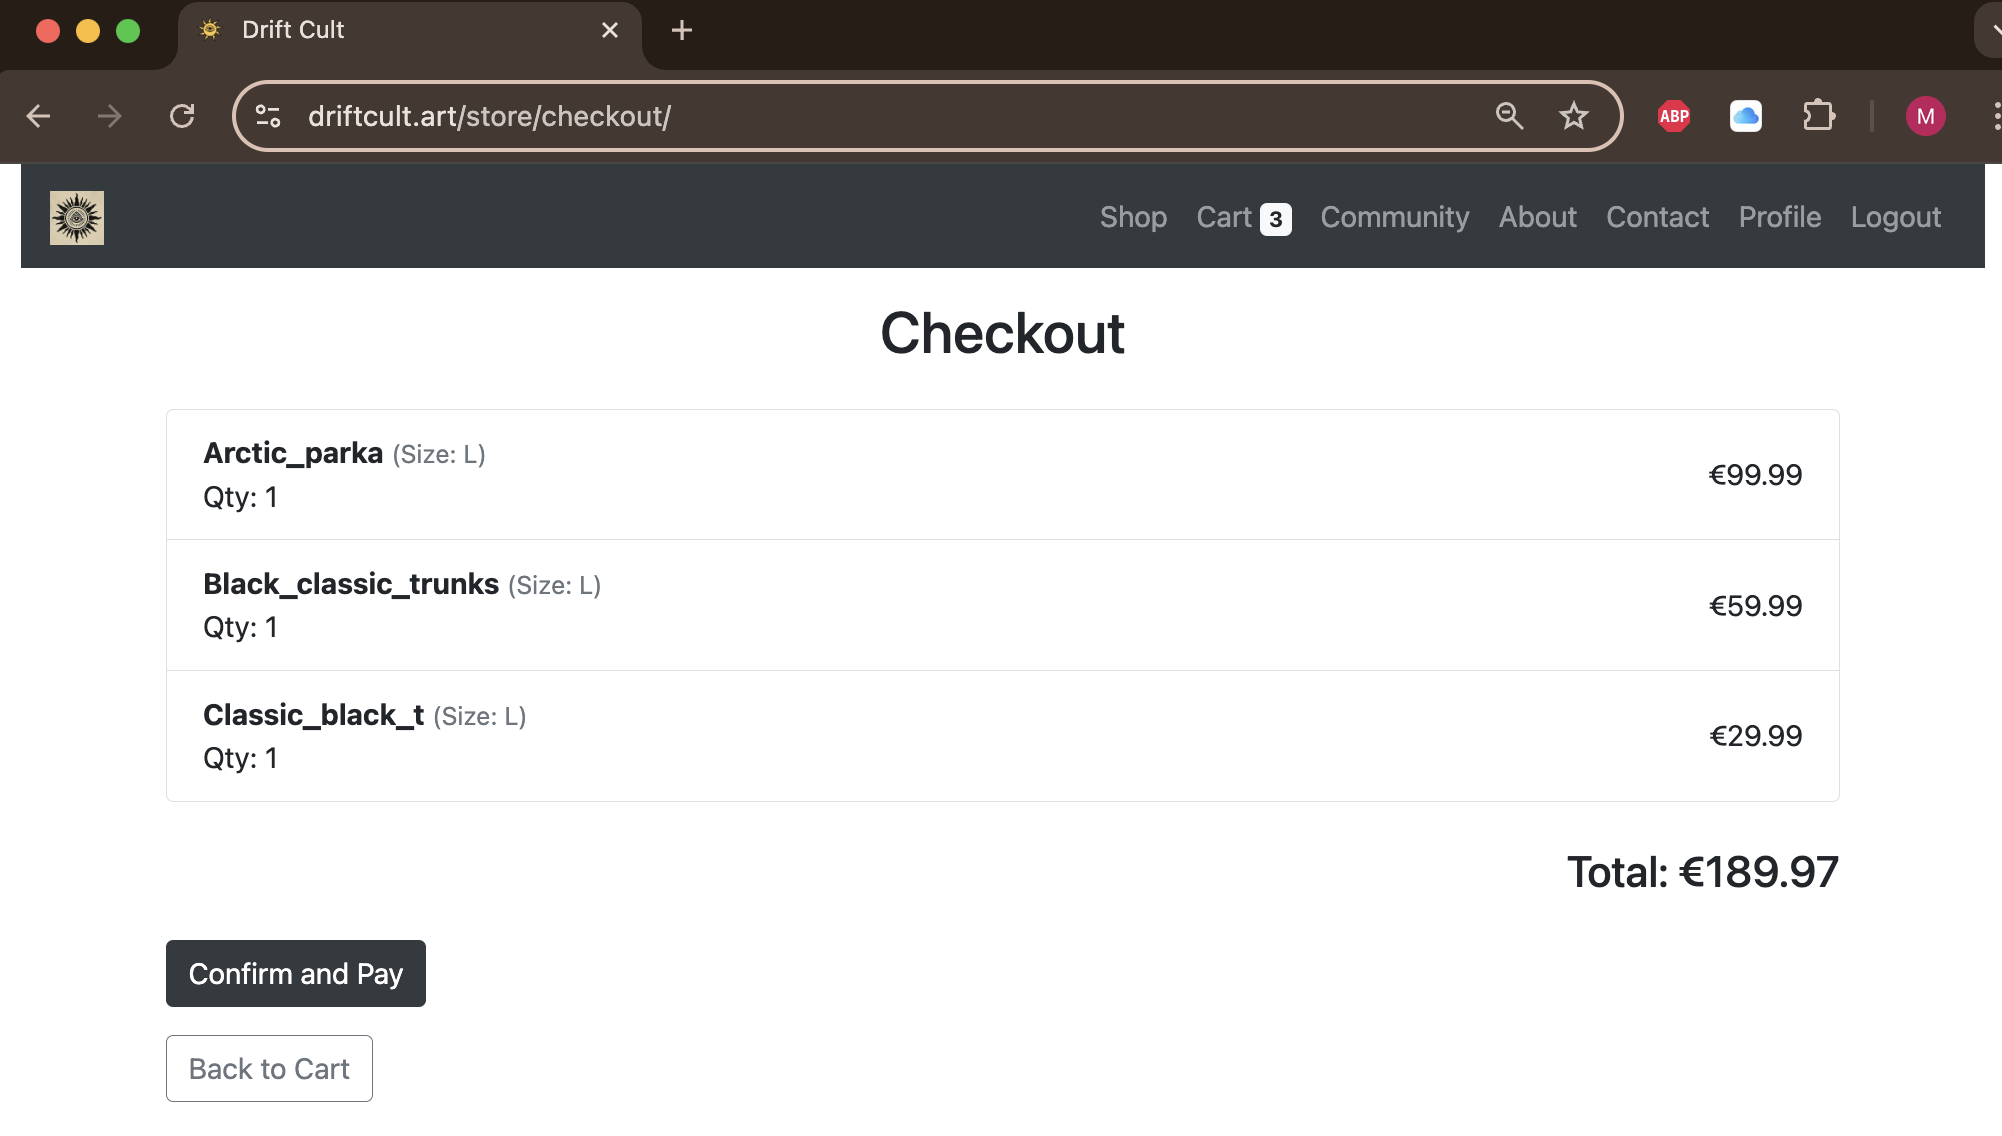 Drift Cult
driftcult.art/store/checkout/
ABP
M
Shop Cart 3 Community About Contact Profile Logout
Checkout
Arctic_parka (Size: L)
Qty: 1
€99.99
Black_classic_trunks (Size: L)
Qty: 1
€59.99
Classic_black_t (Size: L)
Qty: 1
€29.99
Total: €189.97
Confirm and Pay
Back to Cart